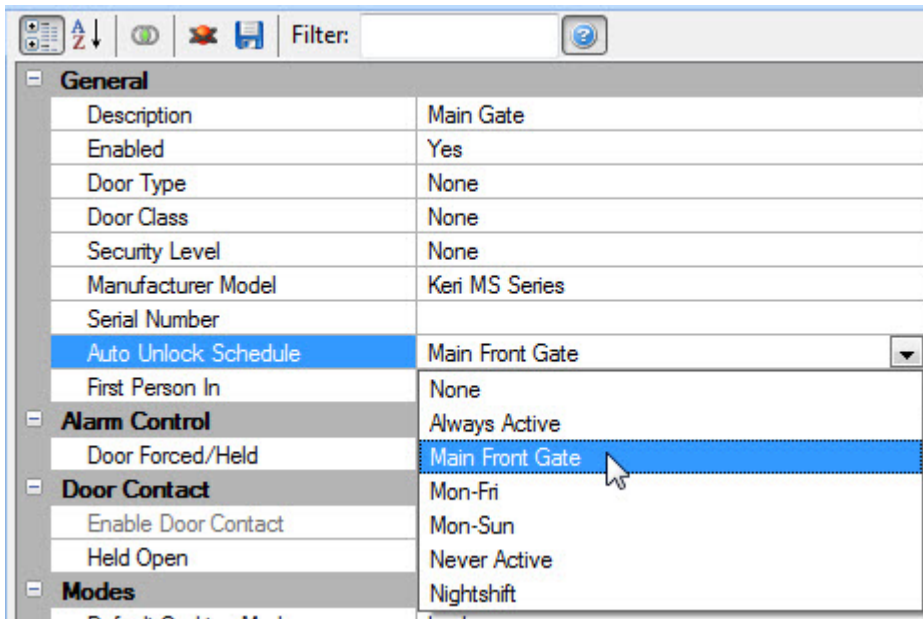 A Z Filter:
General
Description Main Gate
Enabled Yes
Door Type None
Door Class None
Security Level None
Manufacturer Model Keri MS Series
Serial Number
Auto Unlock Schedule Main Front Gate
First Person In None
Always Active
Alarm Control
Door Forced/Held Main Front Gate
Door Contact Mon-Fri
Enable Door Contact Mon-Sun
Held Open Never Active
Modes Nightshift